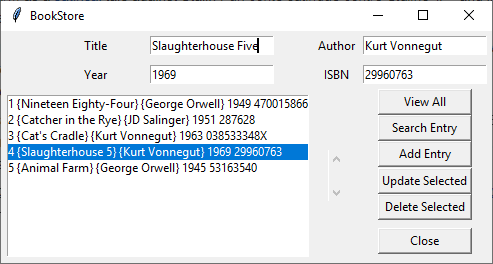 BookStore
Title Slaughterhouse Five Author Kurt Vonnegut
Year 1969 ISBN 29960763
1 {Nineteen Eighty-Four} {George Orwell} 1949 470015866
2 {Catcher in the Rye} {JD Salinger} 1951 287628
3 {Cat's Cradle} {Kurt Vonnegut} 1963 038533348X
4 {Slaughterhouse 5} {Kurt Vonnegut} 1969 29960763
5 {Animal Farm} {George Orwell} 1945 53163540
View All
Search Entry
Add Entry
Update Selected
Delete Selected
Close